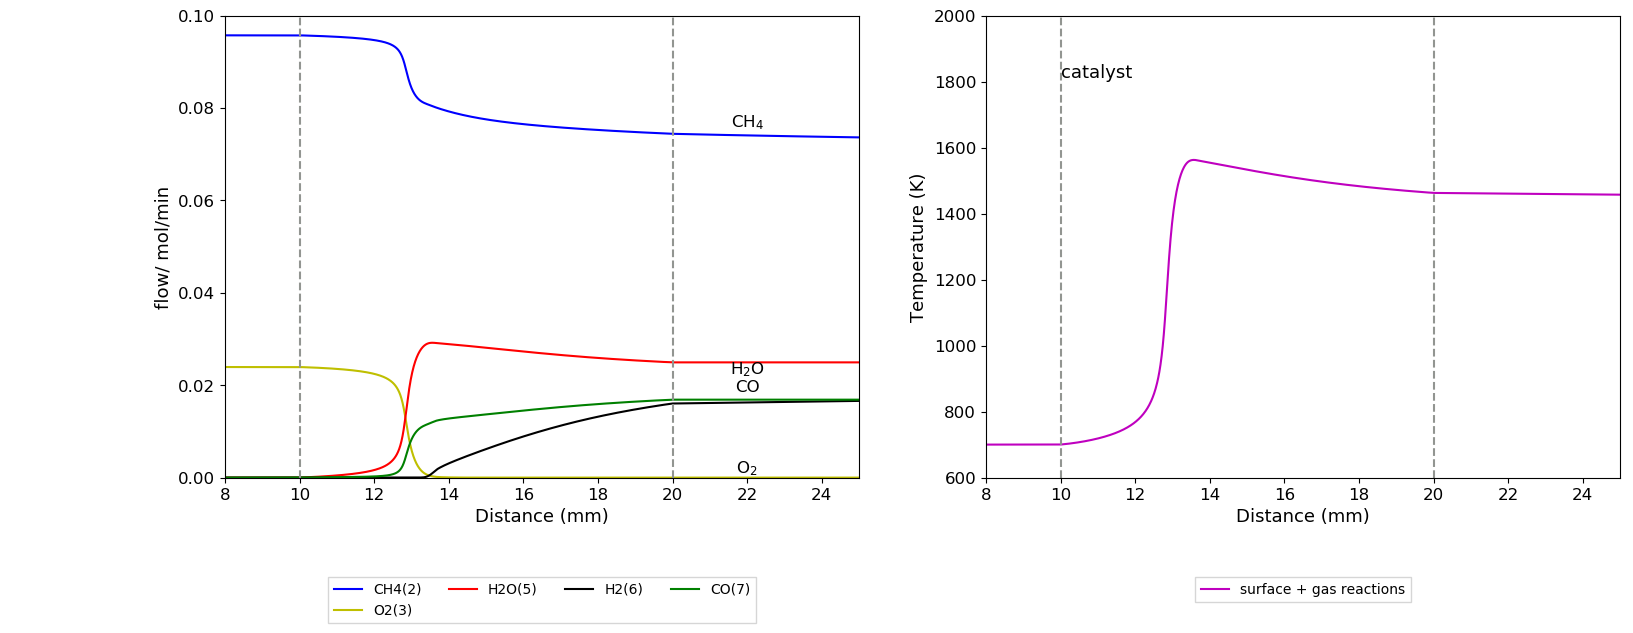 0.10
0.08
0.06
0.04
0.02
0.00
flow/ mol/min
CH₄
H₂O
CO
O₂
8 10 12 14 16 18 20 22 24
Distance (mm)
CH4(2) H2O(5) H2(6) CO(7)
O2(3)
2000
1800
1600
1400
1200
1000
800
600
Temperature (K)
catalyst
8 10 12 14 16 18 20 22 24
Distance (mm)
surface + gas reactions